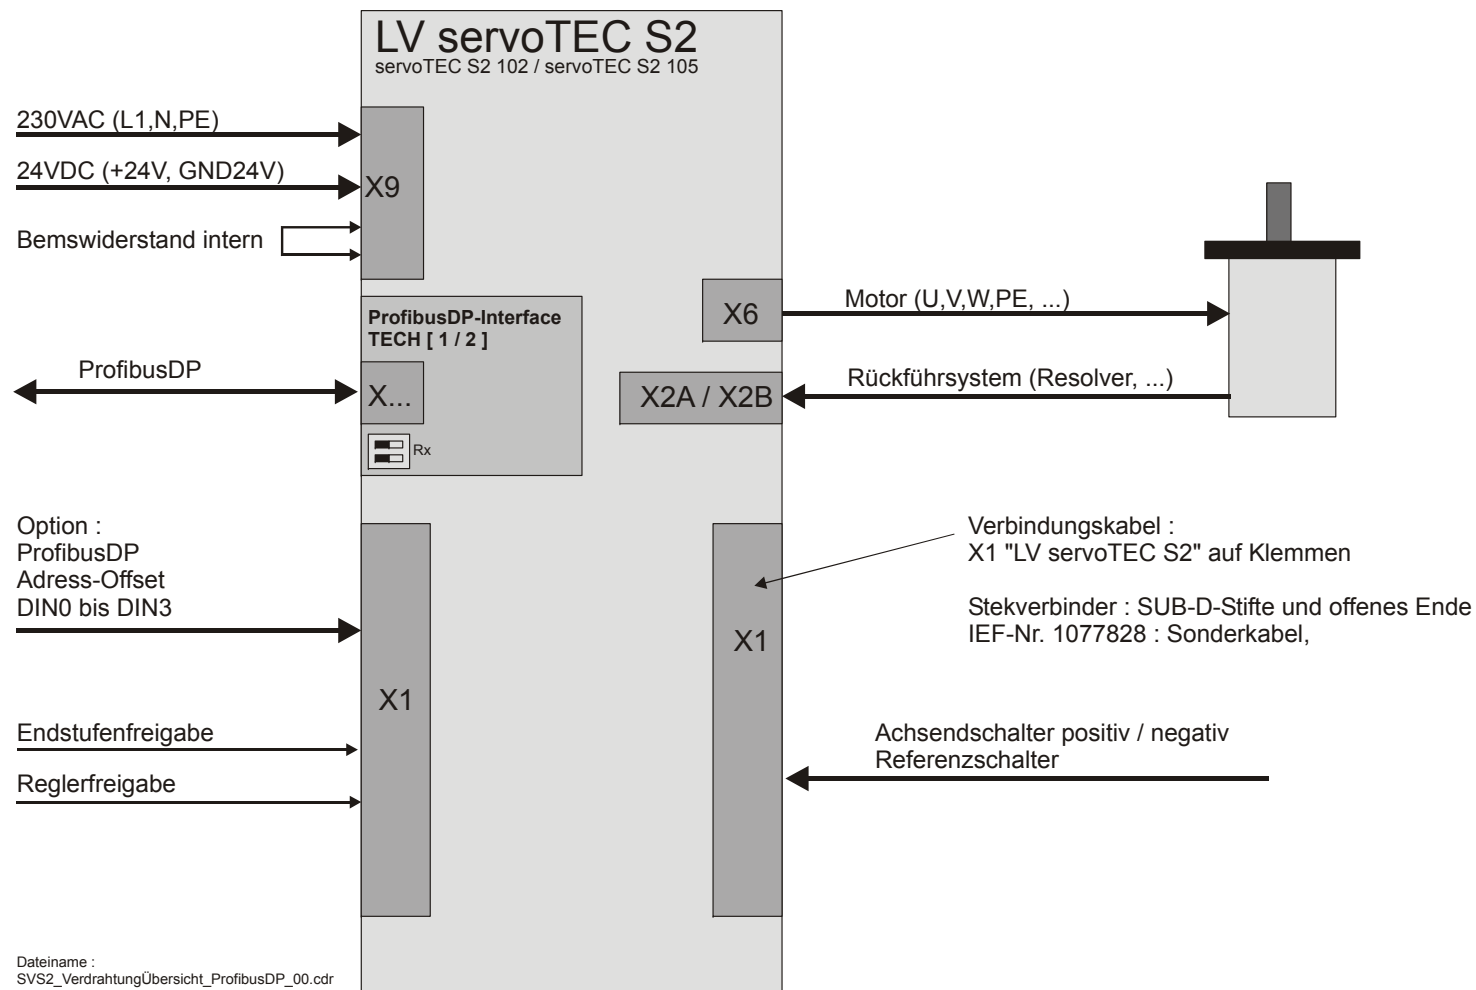 LV servoTEC S2
servoTEC S2 102 / servoTEC S2 105
230VAC (L1,N,PE)
24VDC (+24V, GND24V)
X9
Bemswiderstand intern
ProfibusDP-Interface
TECH [ 1 / 2 ]
X6
Motor (U,V,W,PE, ...)
ProfibusDP
X...
X2A / X2B
Rückführsystem (Resolver, ...)
Rx
Option :
ProfibusDP
Adress-Offset
DIN0 bis DIN3
Verbindungskabel :
X1 "LV servoTEC S2" auf Klemmen
Stekverbinder : SUB-D-Stifte und offenes Ende
IEF-Nr. 1077828 : Sonderkabel,
X1
X1
Endstufenfreigabe
Reglerfreigabe
Achsendschalter positiv / negativ
Referenzschalter
Dateiname :
SVS2_VerdrahtungÜbersicht_ProfibusDP_00.cdr